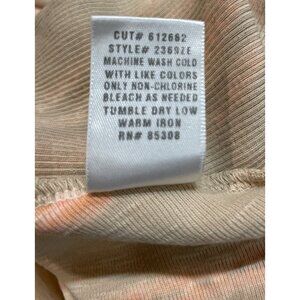 CUT# 612662
STYLE# 2369ZE
MACHINE WASH COLD
WITH LIKE COLORS
ONLY NON-CHLORINE
BLEACH AS NEEDED
TUMBLE DRY LOW
WARM IRON
RN# 85308